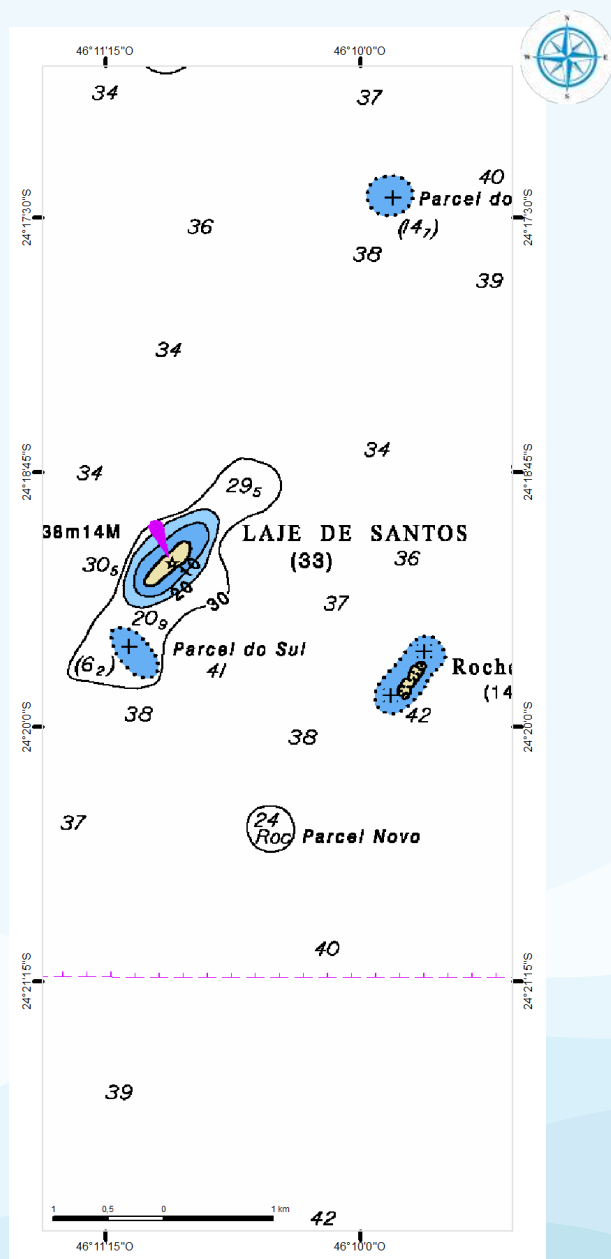 N
W E
S
46°11'15"O 46°10'0"O
34
37
40
Parcel do
24°17'30"S 24°17'30"S
(14₇)
36
38
39
34
34
24°18'45"S 24°18'45"S
34
29₅
38m14M
LAJE DE SANTOS
(33)
36
30₅
10
20
30
37
20₉
Parcel do Sul
41
(6₂)
Roche
(14
38
42
24°20'0"S 24°20'0"S
38
37
24
Roc
Parcel Novo
40
24°21'15"S 24°21'15"S
39
1 0,5 0 1 km
42
46°11'15"O 46°10'0"O